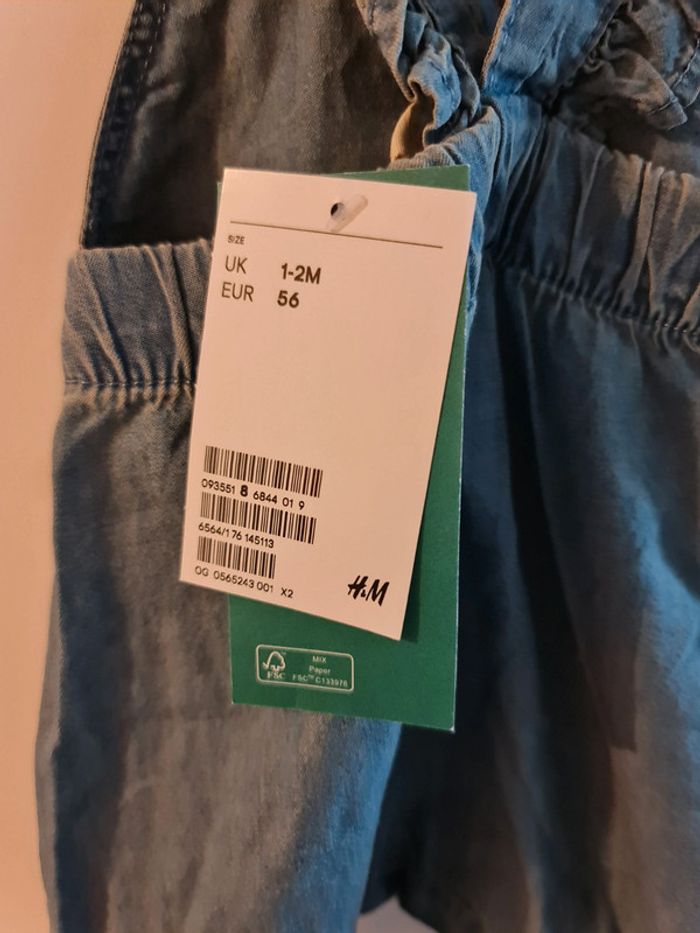 SIZE
UK 1-2M
EUR 56
093551 8 6844 01 9
6564/176 145113
OG 0565243 001 X2
H&M
FSC
MIX
Paper
FSC™ C133976